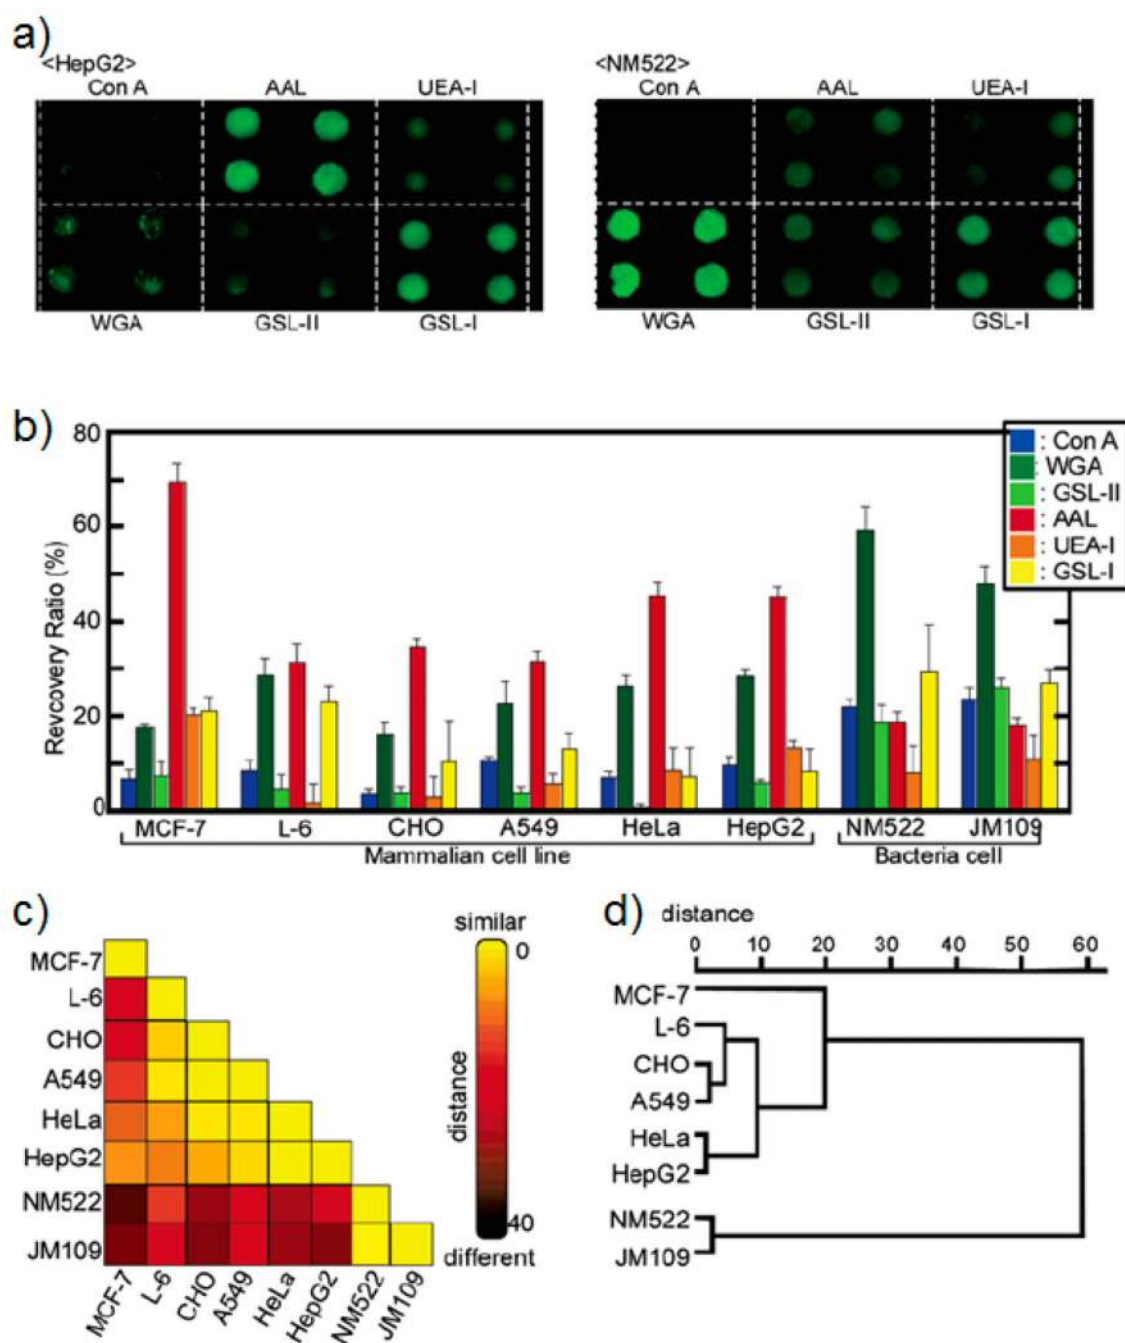 a)
<HepG2>
Con A AAL UEA-I
WGA GSL-II GSL-I
<NM522>
Con A AAL UEA-I
WGA GSL-II GSL-I
b)
Revcovery Ratio (%)
80
60
40
20
0
: Con A
: WGA
: GSL-II
: AAL
: UEA-I
: GSL-I
MCF-7 L-6 CHO A549 HeLa HepG2 NM522 JM109
Mammalian cell line Bacteria cell
c)
MCF-7
L-6
CHO
A549
HeLa
HepG2
NM522
JM109
MCF-7 L-6 CHO A549 HeLa HepG2 NM522 JM109
similar
0
distance
40
different
d)
distance
0 10 20 30 40 50 60
MCF-7
L-6
CHO
A549
HeLa
HepG2
NM522
JM109